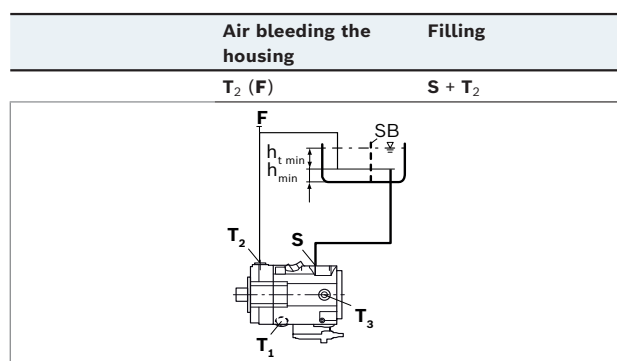 Air bleeding the housing Filling
T₂ (F) S + T₂
F
SB
hₜ ₘᵢₙ
hₘᵢₙ
T₂
S
T₃
T₁